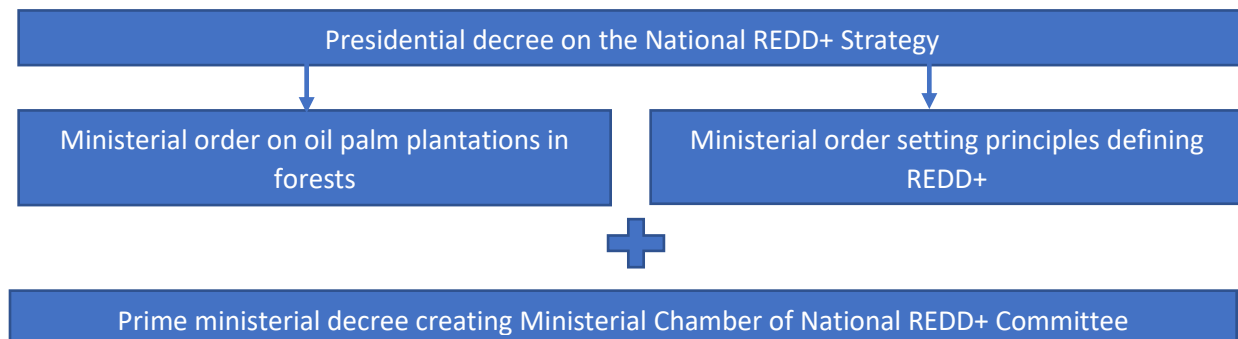 Presidential decree on the National REDD+ Strategy
Ministerial order on oil palm plantations in
forests
Ministerial order setting principles defining
REDD+
Prime ministerial decree creating Ministerial Chamber of National REDD+ Committee